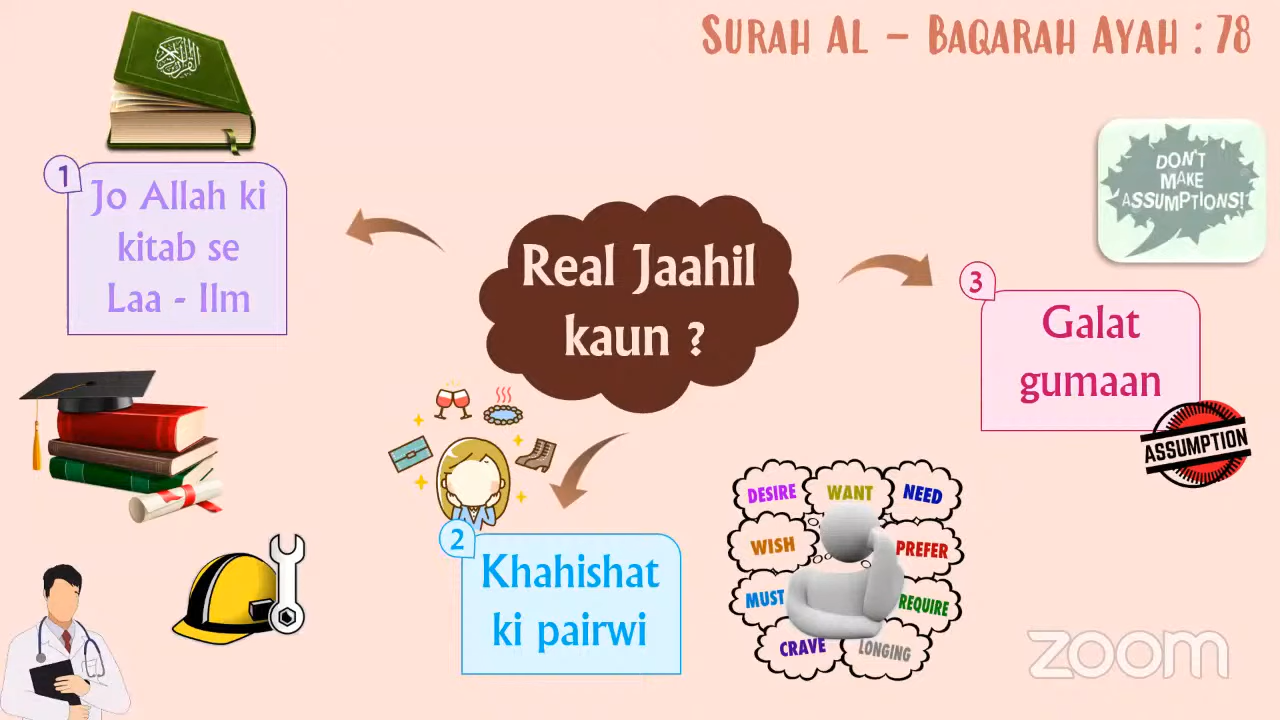 SURAH AL - BAQARAH AYAH : 78
Real Jaahil
kaun ?
1
Jo Allah ki
kitab se
Laa - Ilm
2
Khahishat
ki pairwi
3
Galat
gumaan
DON'T
MAKE
ASSUMPTIONS!
ASSUMPTION
DESIRE WANT NEED
WISH PREFER
MUST REQUIRE
CRAVE LONGING
zoom